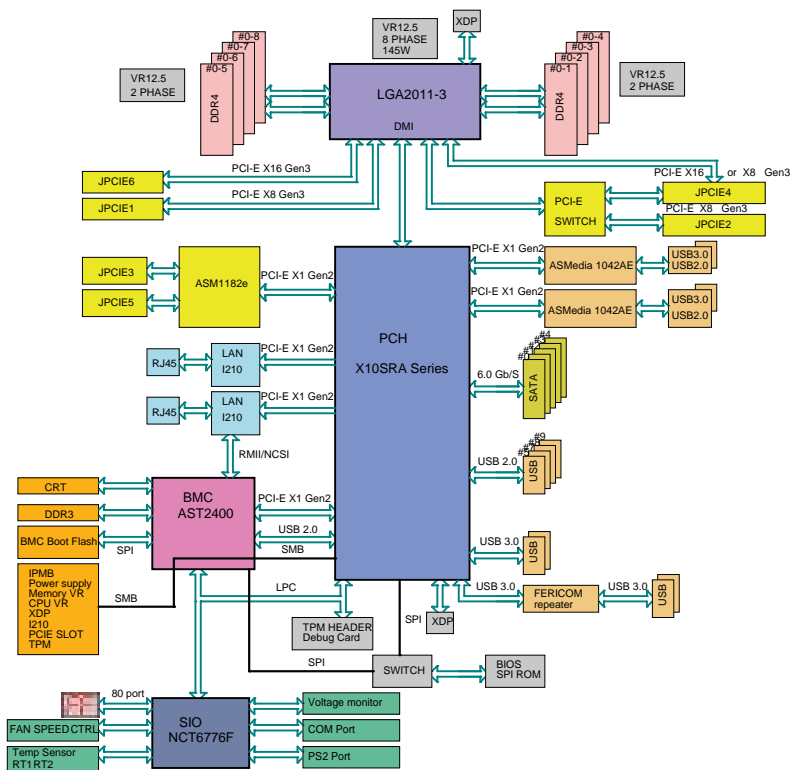 VR12.5
8 PHASE
145W
XDP
#0-8
#0-7
#0-6
#0-5
DDR4
VR12.5
2 PHASE
LGA2011-3
DMI
#0-4
#0-3
#0-2
#0-1
DDR4
VR12.5
2 PHASE
PCI-E X16 Gen3
JPCIE6
PCI-E X8 Gen3
JPCIE1
PCI-E X16 or X8 Gen3
PCI-E
SWITCH
JPCIE4
PCI-E X8 Gen3
JPCIE2
JPCIE3
JPCIE5
ASM1182e
PCI-E X1 Gen2
PCI-E X1 Gen2
ASMedia 1042AE
USB3.0
USB2.0
PCI-E X1 Gen2
ASMedia 1042AE
USB3.0
USB2.0
PCH
X10SRA Series
RJ45
LAN
I210
PCI-E X1 Gen2
RJ45
LAN
I210
PCI-E X1 Gen2
6.0 Gb/S
#4
SATA
RMII/NCSI
USB 2.0
#9
USB
CRT
DDR3
BMC Boot Flash
SPI
BMC
AST2400
PCI-E X1 Gen2
USB 2.0
SMB
USB 3.0
USB
IPMB
Power supply
Memory VR
CPU VR
XDP
I210
PCIE SLOT
TPM
SMB
LPC
TPM HEADER
Debug Card
SPI
XDP
USB 3.0
FERICOM
repeater
USB 3.0
USB
SPI
SWITCH
BIOS
SPI ROM
80 port
FAN SPEEDCTRL
Temp Sensor
RT1RT2
SIO
NCT6776F
Voltage monitor
COM Port
PS2 Port